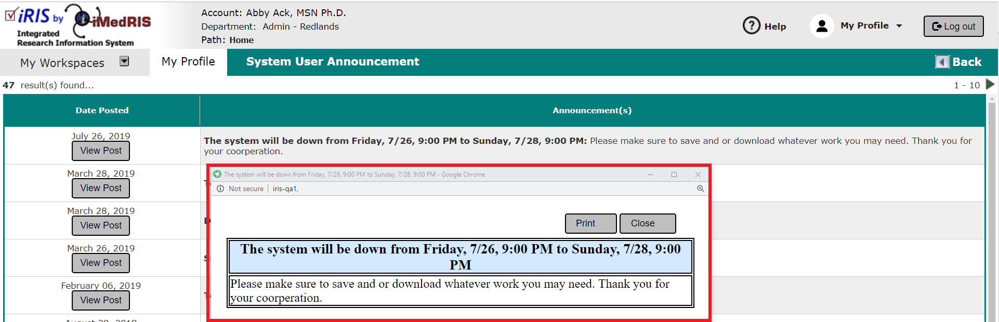 iRIS by iMedRIS
Integrated
Research Information System
Account: Abby Ack, MSN Ph.D.
Department: Admin - Redlands
Path: Home
? Help
My Profile
Log out
My Workspaces
My Profile
System User Announcement
Back
47 result(s) found...
1 - 10
Date Posted
Announcement(s)
July 26, 2019
View Post
The system will be down from Friday, 7/26, 9:00 PM to Sunday, 7/28, 9:00 PM: Please make sure to save and or download whatever work you may need. Thank you for
your coorperation.
March 28, 2019
View Post
March 28, 2019
View Post
March 26, 2019
View Post
February 06, 2019
View Post
The system will be down from Friday, 7/26, 9:00 PM to Sunday, 7/28, 9:00 PM - Google Chrome
Not secure | iris-qa1,
Print
Close
The system will be down from Friday, 7/26, 9:00 PM to Sunday, 7/28, 9:00
PM
Please make sure to save and or download whatever work you may need. Thank you for
your coorperation.